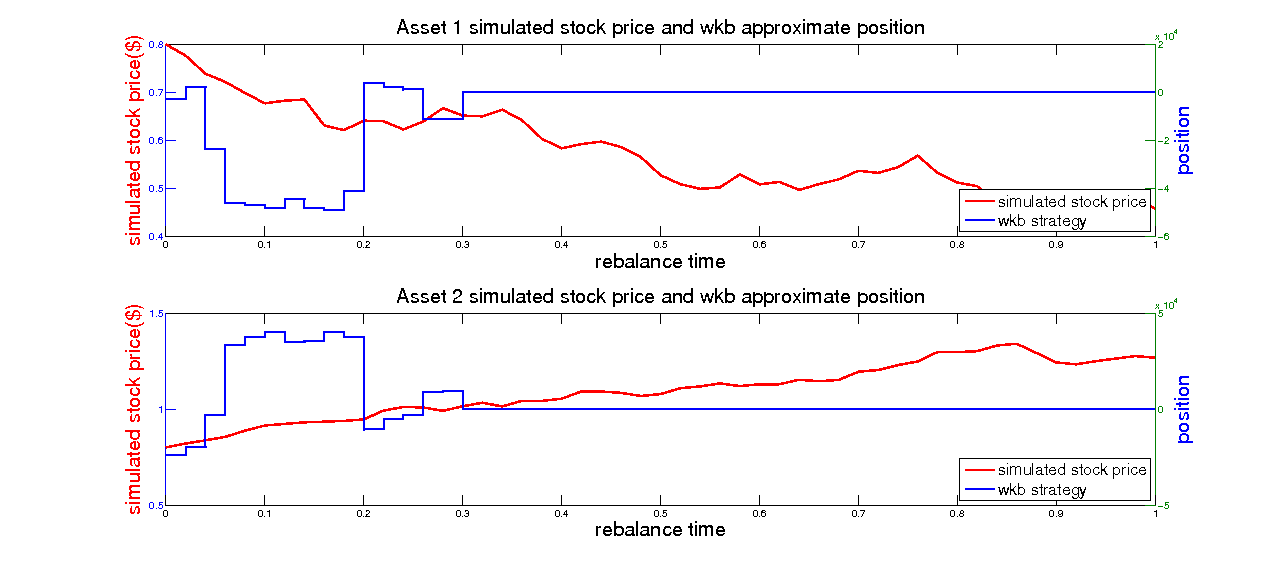 Asset 1 simulated stock price and wkb approximate position
x 10^4
simulated stock price($)
0.8
0.7
0.6
0.5
0.4
2
0
−2
−4
−6
position
simulated stock price
wkb strategy
0 0.1 0.2 0.3 0.4 0.5 0.6 0.7 0.8 0.9 1
rebalance time
Asset 2 simulated stock price and wkb approximate position
x 10^4
simulated stock price($)
1.5
1
0.5
5
0
−5
position
simulated stock price
wkb strategy
0 0.1 0.2 0.3 0.4 0.5 0.6 0.7 0.8 0.9 1
rebalance time